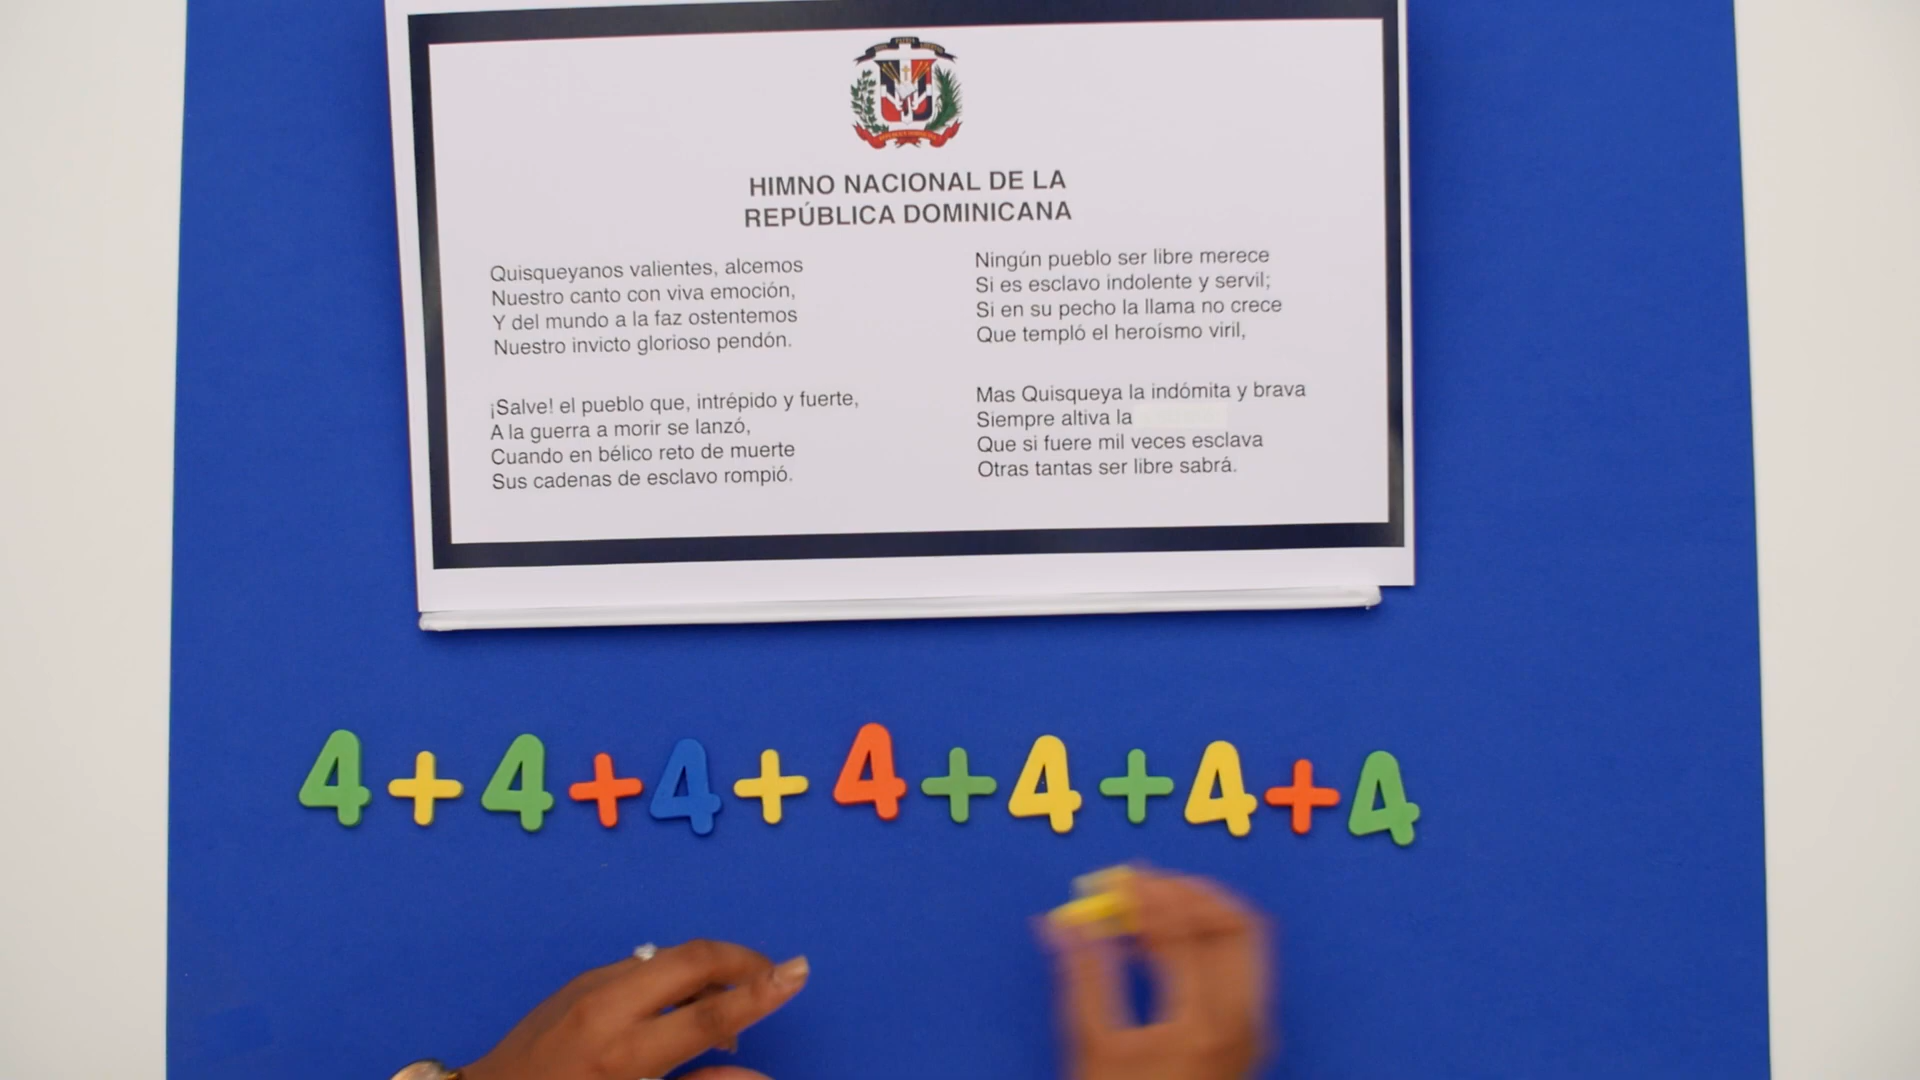 HIMNO NACIONAL DE LA
REPÚBLICA DOMINICANA
Quisqueyanos valientes, alcemos
Nuestro canto con viva emoción,
Y del mundo a la faz ostentemos
Nuestro invicto glorioso pendón.
¡Salve! el pueblo que, intrépido y fuerte,
A la guerra a morir se lanzó,
Cuando en bélico reto de muerte
Sus cadenas de esclavo rompió.
Ningún pueblo ser libre merece
Si es esclavo indolente y servil;
Si en su pecho la llama no crece
Que templó el heroísmo viril,
Mas Quisqueya la indómita y brava
Siempre altiva la
Que si fuere mil veces esclava
Otras tantas ser libre sabrá.
4+4+4+4+4+4+4